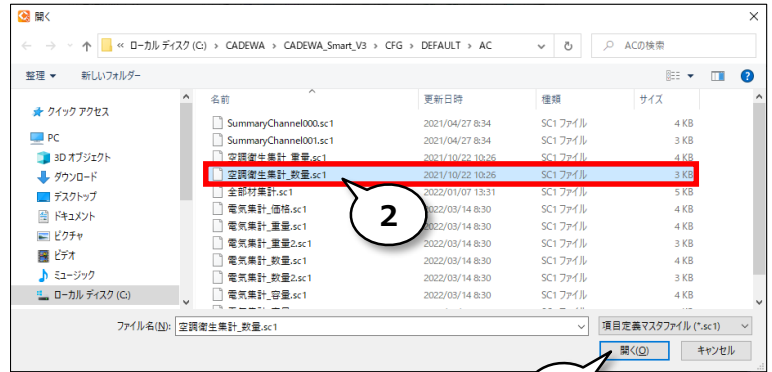 開く
« ローカル ディスク (C:) › CADEWA › CADEWA_Smart_V3 › CFG › DEFAULT › AC
ACの検索
整理 新しいフォルダー
名前 更新日時 種類 サイズ
クイック アクセス
PC
3D オブジェクト
ダウンロード
デスクトップ
ドキュメント
ピクチャ
ビデオ
ミュージック
ローカル ディスク (C:)
SummaryChannel000.sc1 2021/04/27 8:34 SC1 ファイル 4 KB
SummaryChannel001.sc1 2021/04/27 8:34 SC1 ファイル 3 KB
空調衛生集計_重量.sc1 2021/10/22 10:26 SC1 ファイル 4 KB
空調衛生集計_数量.sc1 2021/10/22 10:26 SC1 ファイル 3 KB
全部材集計.sc1 2022/01/07 13:31 SC1 ファイル 5 KB
電気集計_価格.sc1 2022/03/14 8:30 SC1 ファイル 4 KB
電気集計_重量.sc1 2022/03/14 8:30 SC1 ファイル 4 KB
電気集計_重量2.sc1 2022/03/14 8:30 SC1 ファイル 3 KB
電気集計_数量.sc1 2022/03/14 8:30 SC1 ファイル 4 KB
電気集計_数量2.sc1 2022/03/14 8:30 SC1 ファイル 3 KB
電気集計_容量.sc1 2022/03/14 8:30 SC1 ファイル 4 KB
2
ファイル名(N): 空調衛生集計_数量.sc1 項目定義マスタファイル (*.sc1)
開く(O) キャンセル